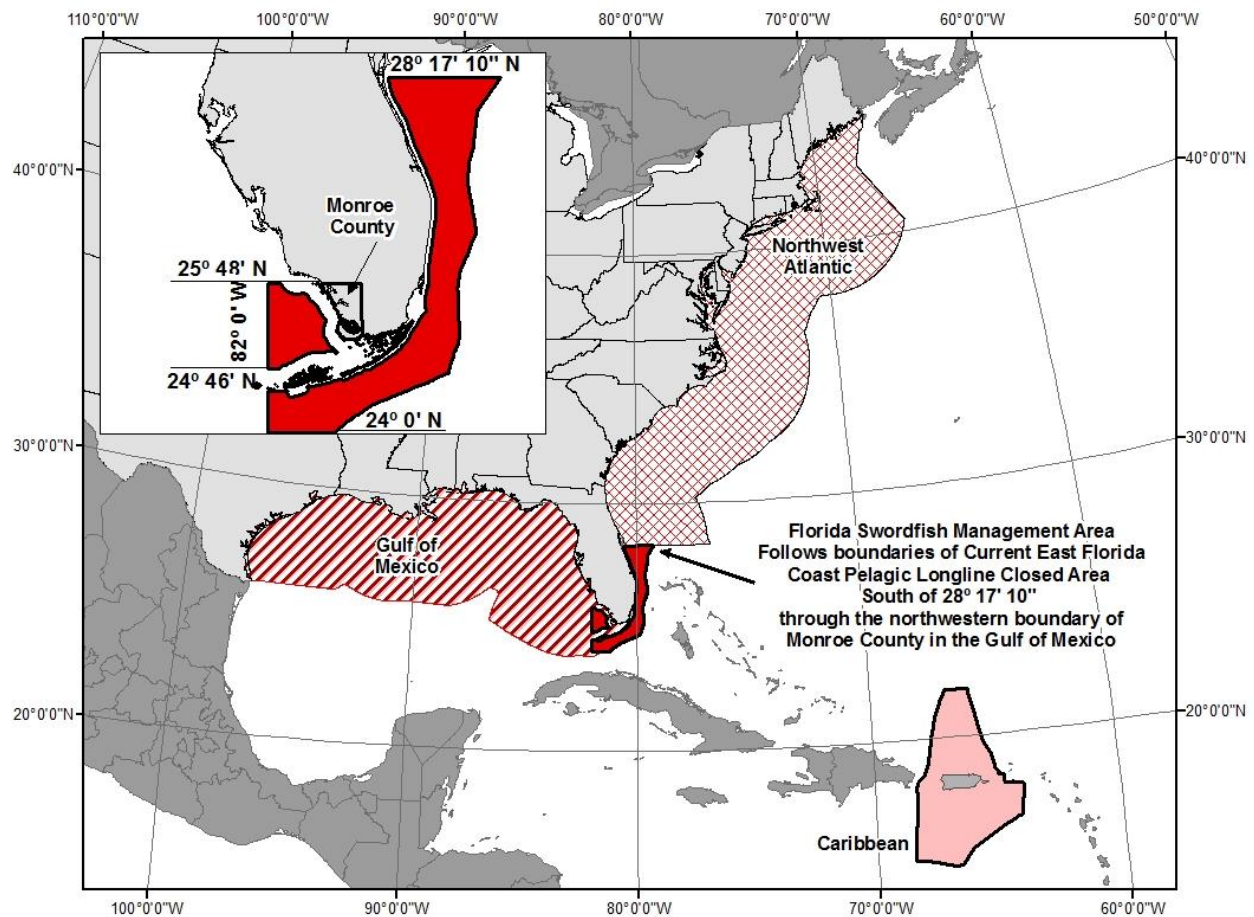 110°0'0"W
100°0'0"W
90°0'0"W
80°0'0"W
70°0'0"W
60°0'0"W
50°0'0"W
28º 17' 10" N
Monroe
County
25º 48' N
82º 0' W
24º 46' N
24º 0' N
40°0'0"N
40°0'0"N
Northwest
Atlantic
30°0'0"N
30°0'0"N
Gulf of
Mexico
Florida Swordfish Management Area
Follows boundaries of Current East Florida
Coast Pelagic Longline Closed Area
South of 28º 17' 10"
through the northwestern boundary of
Monroe County in the Gulf of Mexico
20°0'0"N
20°0'0"N
Caribbean
100°0'0"W
90°0'0"W
80°0'0"W
70°0'0"W
60°0'0"W